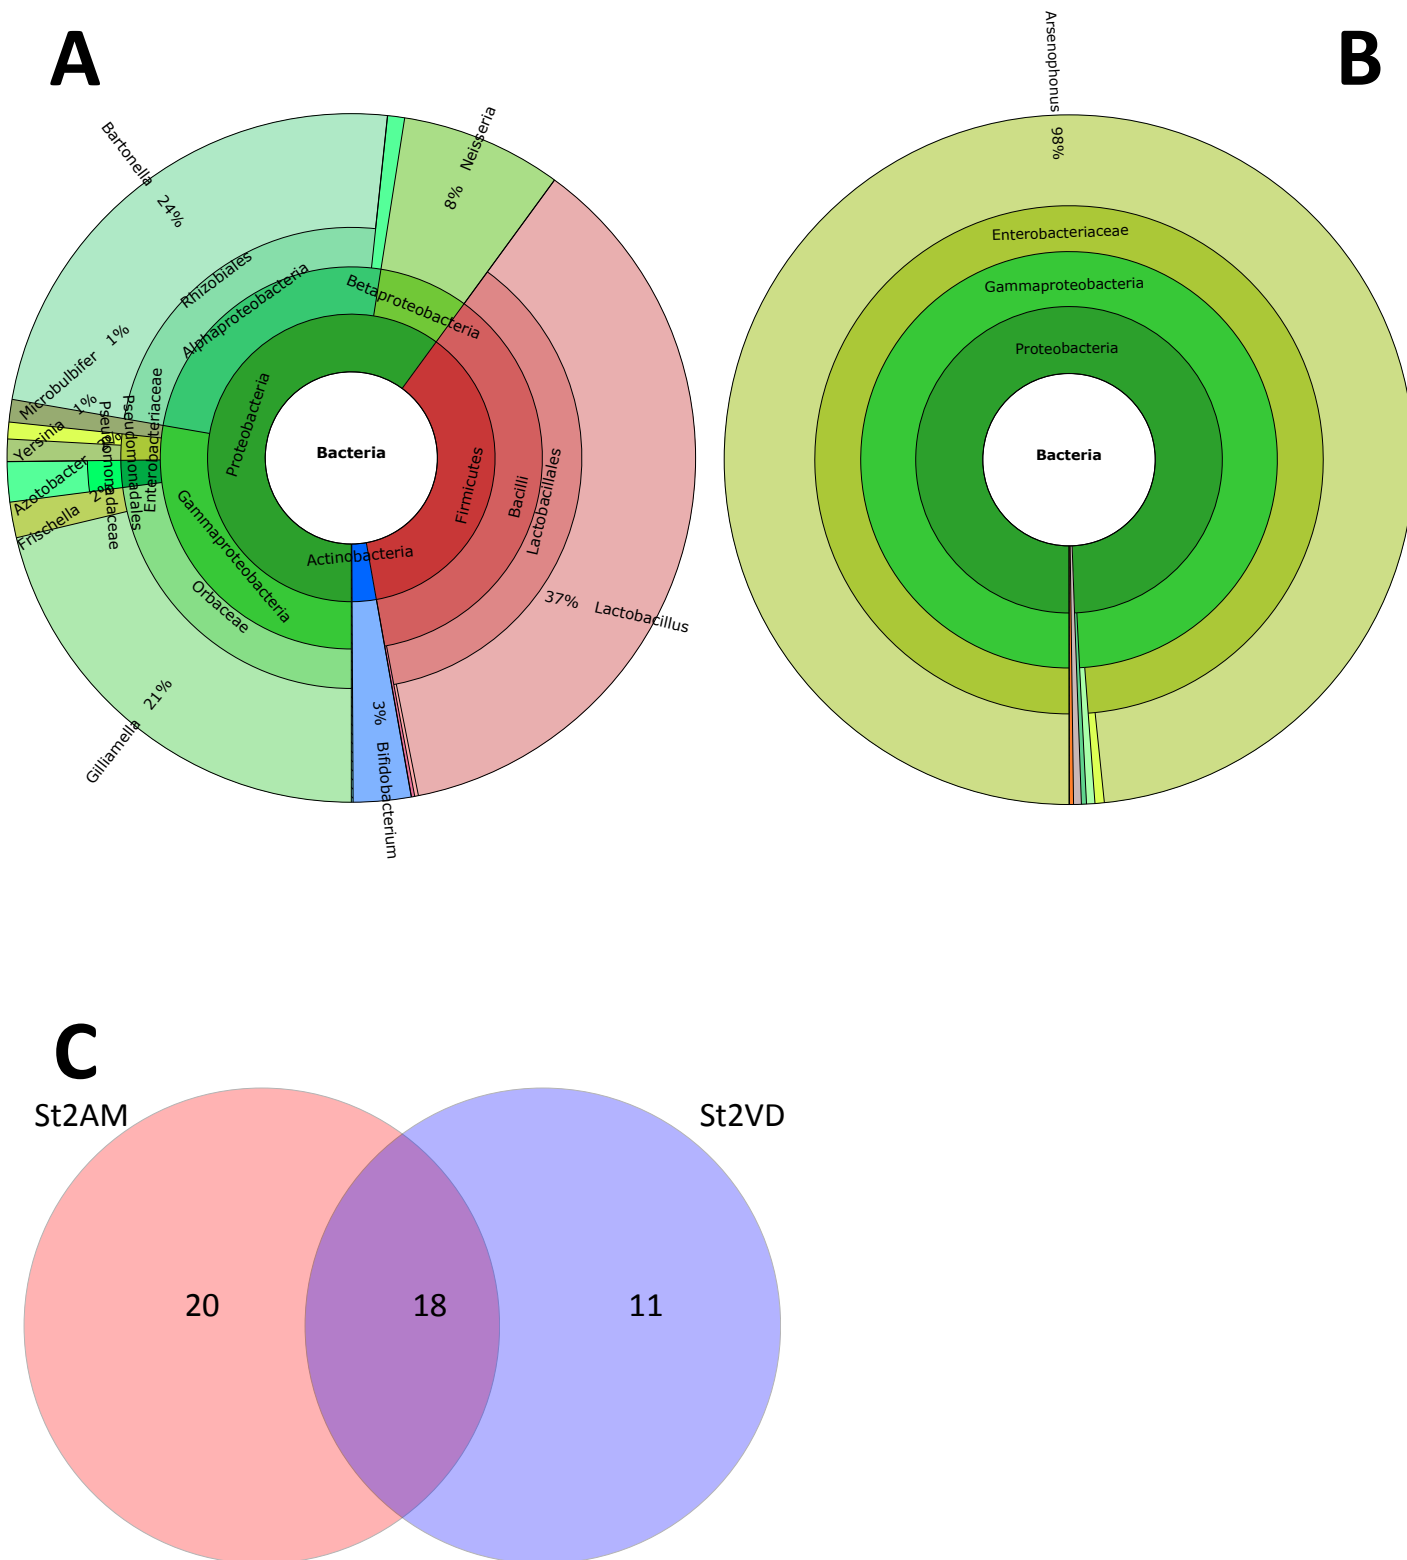 A
B
Arsenophonus 98%
Neisseria 8%
Bartonella 24%
Rhizobiales
Alphaproteobacteria
Betaproteobacteria
Microbulbifer 1%
Yersinia 1%
Azotobacter
Frischella 2%
Pseudomonadaceae
Pseudomonadales
Enterobacteriaceae
Proteobacteria
Bacteria
Firmicutes
Bacilli
Lactobacillales
37% Lactobacillus
Actinobacteria
Gammaproteobacteria
Orbaceae
Gilliamella 21%
3% Bifidobacterium
Enterobacteriaceae
Gammaproteobacteria
Proteobacteria
Bacteria
C
St2AM
St2VD
20
18
11